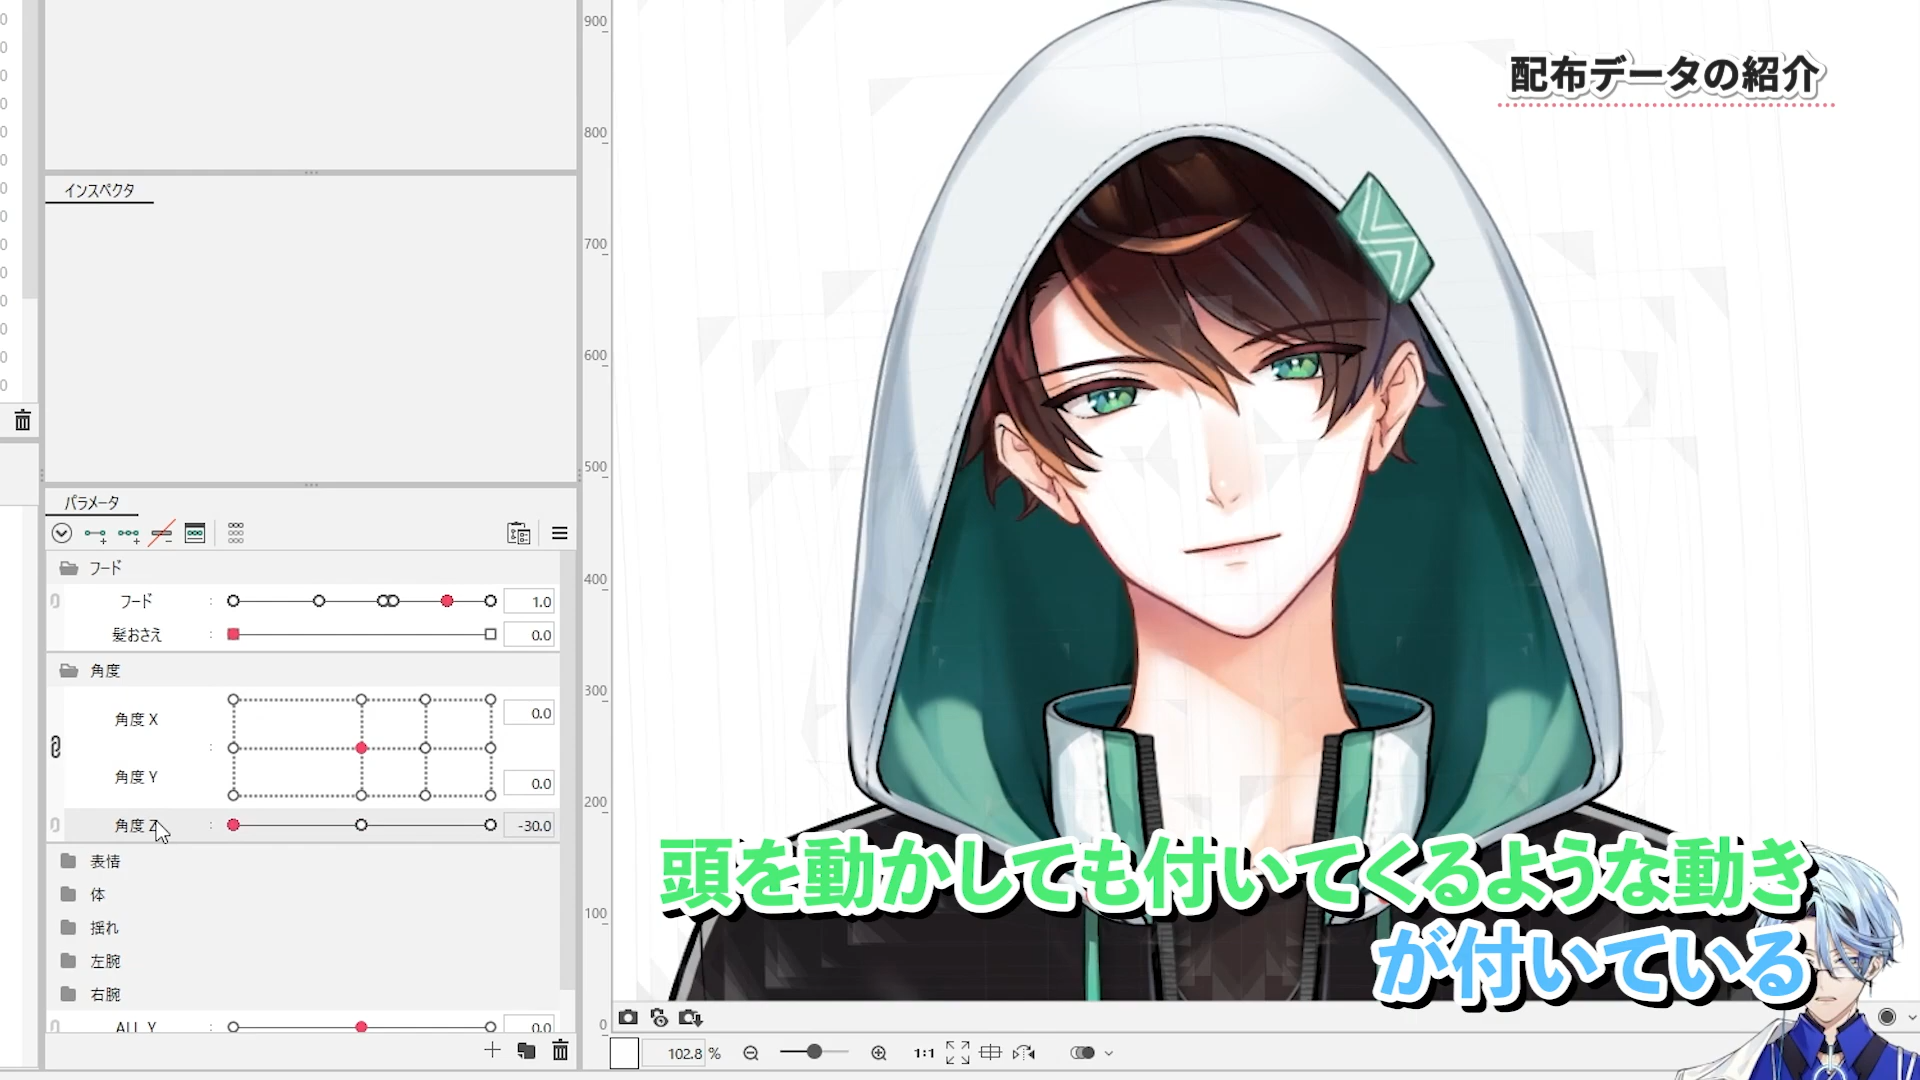 配布データの紹介
インスペクタ
パラメータ
フード
フード : 1.0
髪おさえ : 0.0
角度
角度 X 0.0
:
角度 Y 0.0
角度 Z : -30.0
表情
体
揺れ
左腕
右腕
ALL Y : 0.0
900
800
700
600
500
400
300
200
100
0
頭を動かしても付いてくるような動き
が付いている
102.8 %
1:1